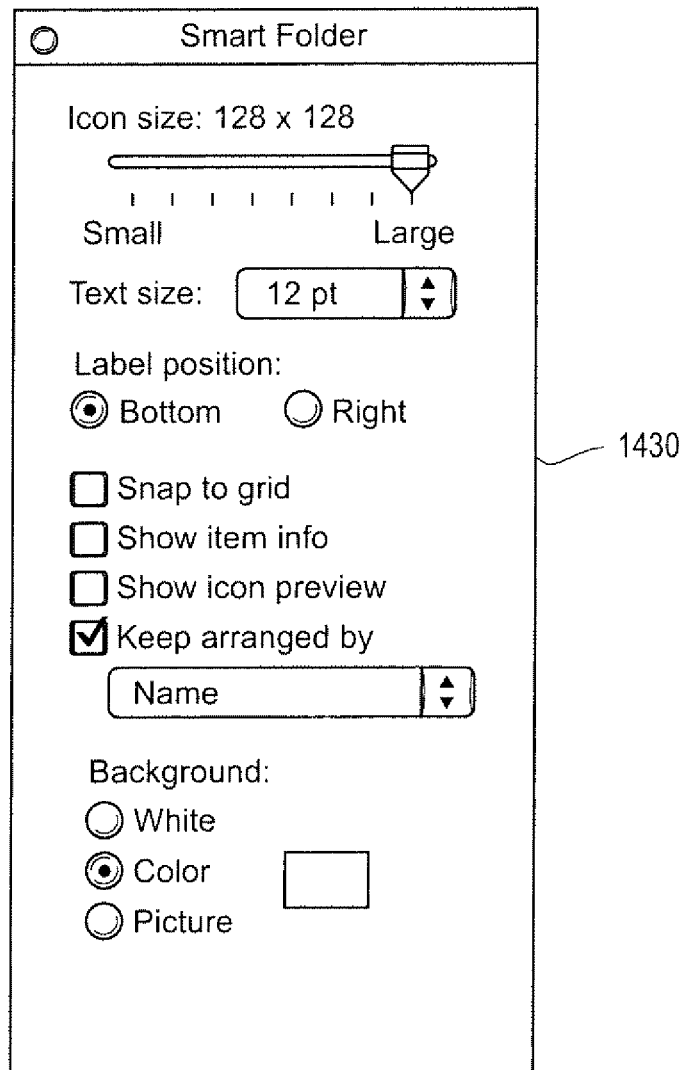 Smart Folder
Icon size: 128 x 128
Small Large
Text size: 12 pt
Label position:
Bottom Right
1430
Snap to grid
Show item info
Show icon preview
Keep arranged by
Name
Background:
White
Color
Picture